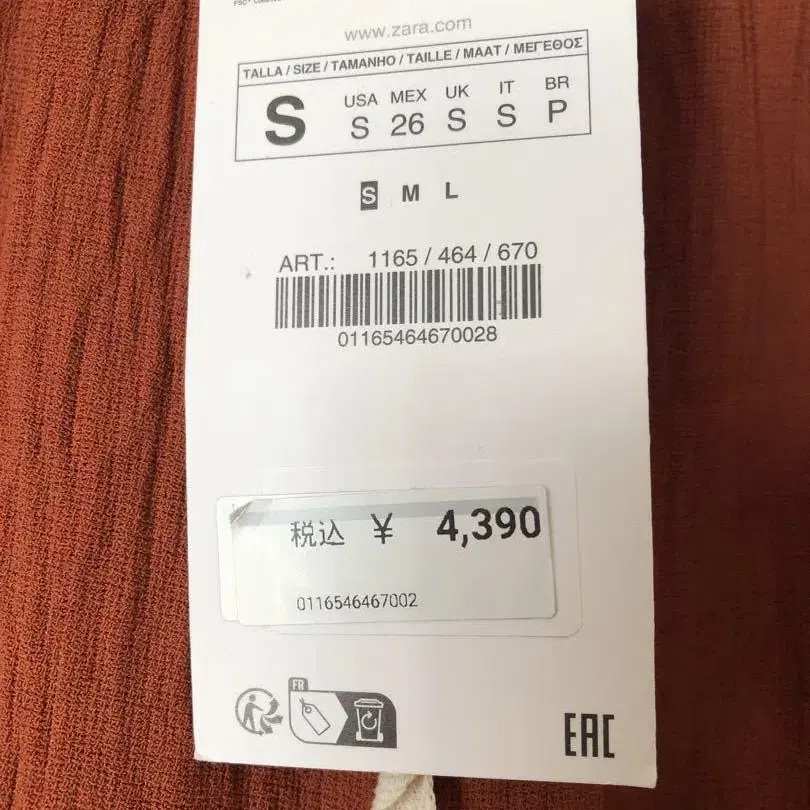 www.zara.com
TALLA / SIZE / TAMANHO / TAILLE / MAAT / ΜΕΓΕΘΟΣ
S
USA MEX UK IT BR
S 26 S S P
S M L
ART.: 1165 / 464 / 670
01165464670028
税込 ¥ 4,390
0116546467002
FR
EAC